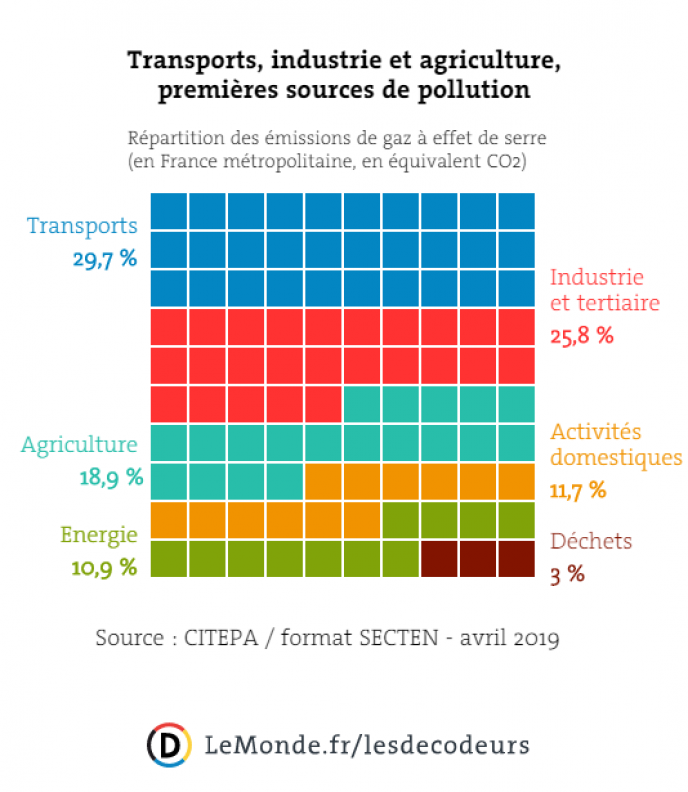 Transports, industrie et agriculture,
premières sources de pollution
Répartition des émissions de gaz à effet de serre
(en France métropolitaine, en équivalent CO2)
Transports
29,7 %
Industrie
et tertiaire
25,8 %
Agriculture
18,9 %
Activités
domestiques
11,7 %
Energie
10,9 %
Déchets
3 %
Source : CITEPA / format SECTEN - avril 2019
D LeMonde.fr/lesdecodeurs